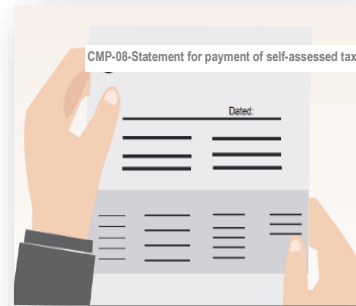 CMP-08-Statement for payment of self-assessed tax
Dated: